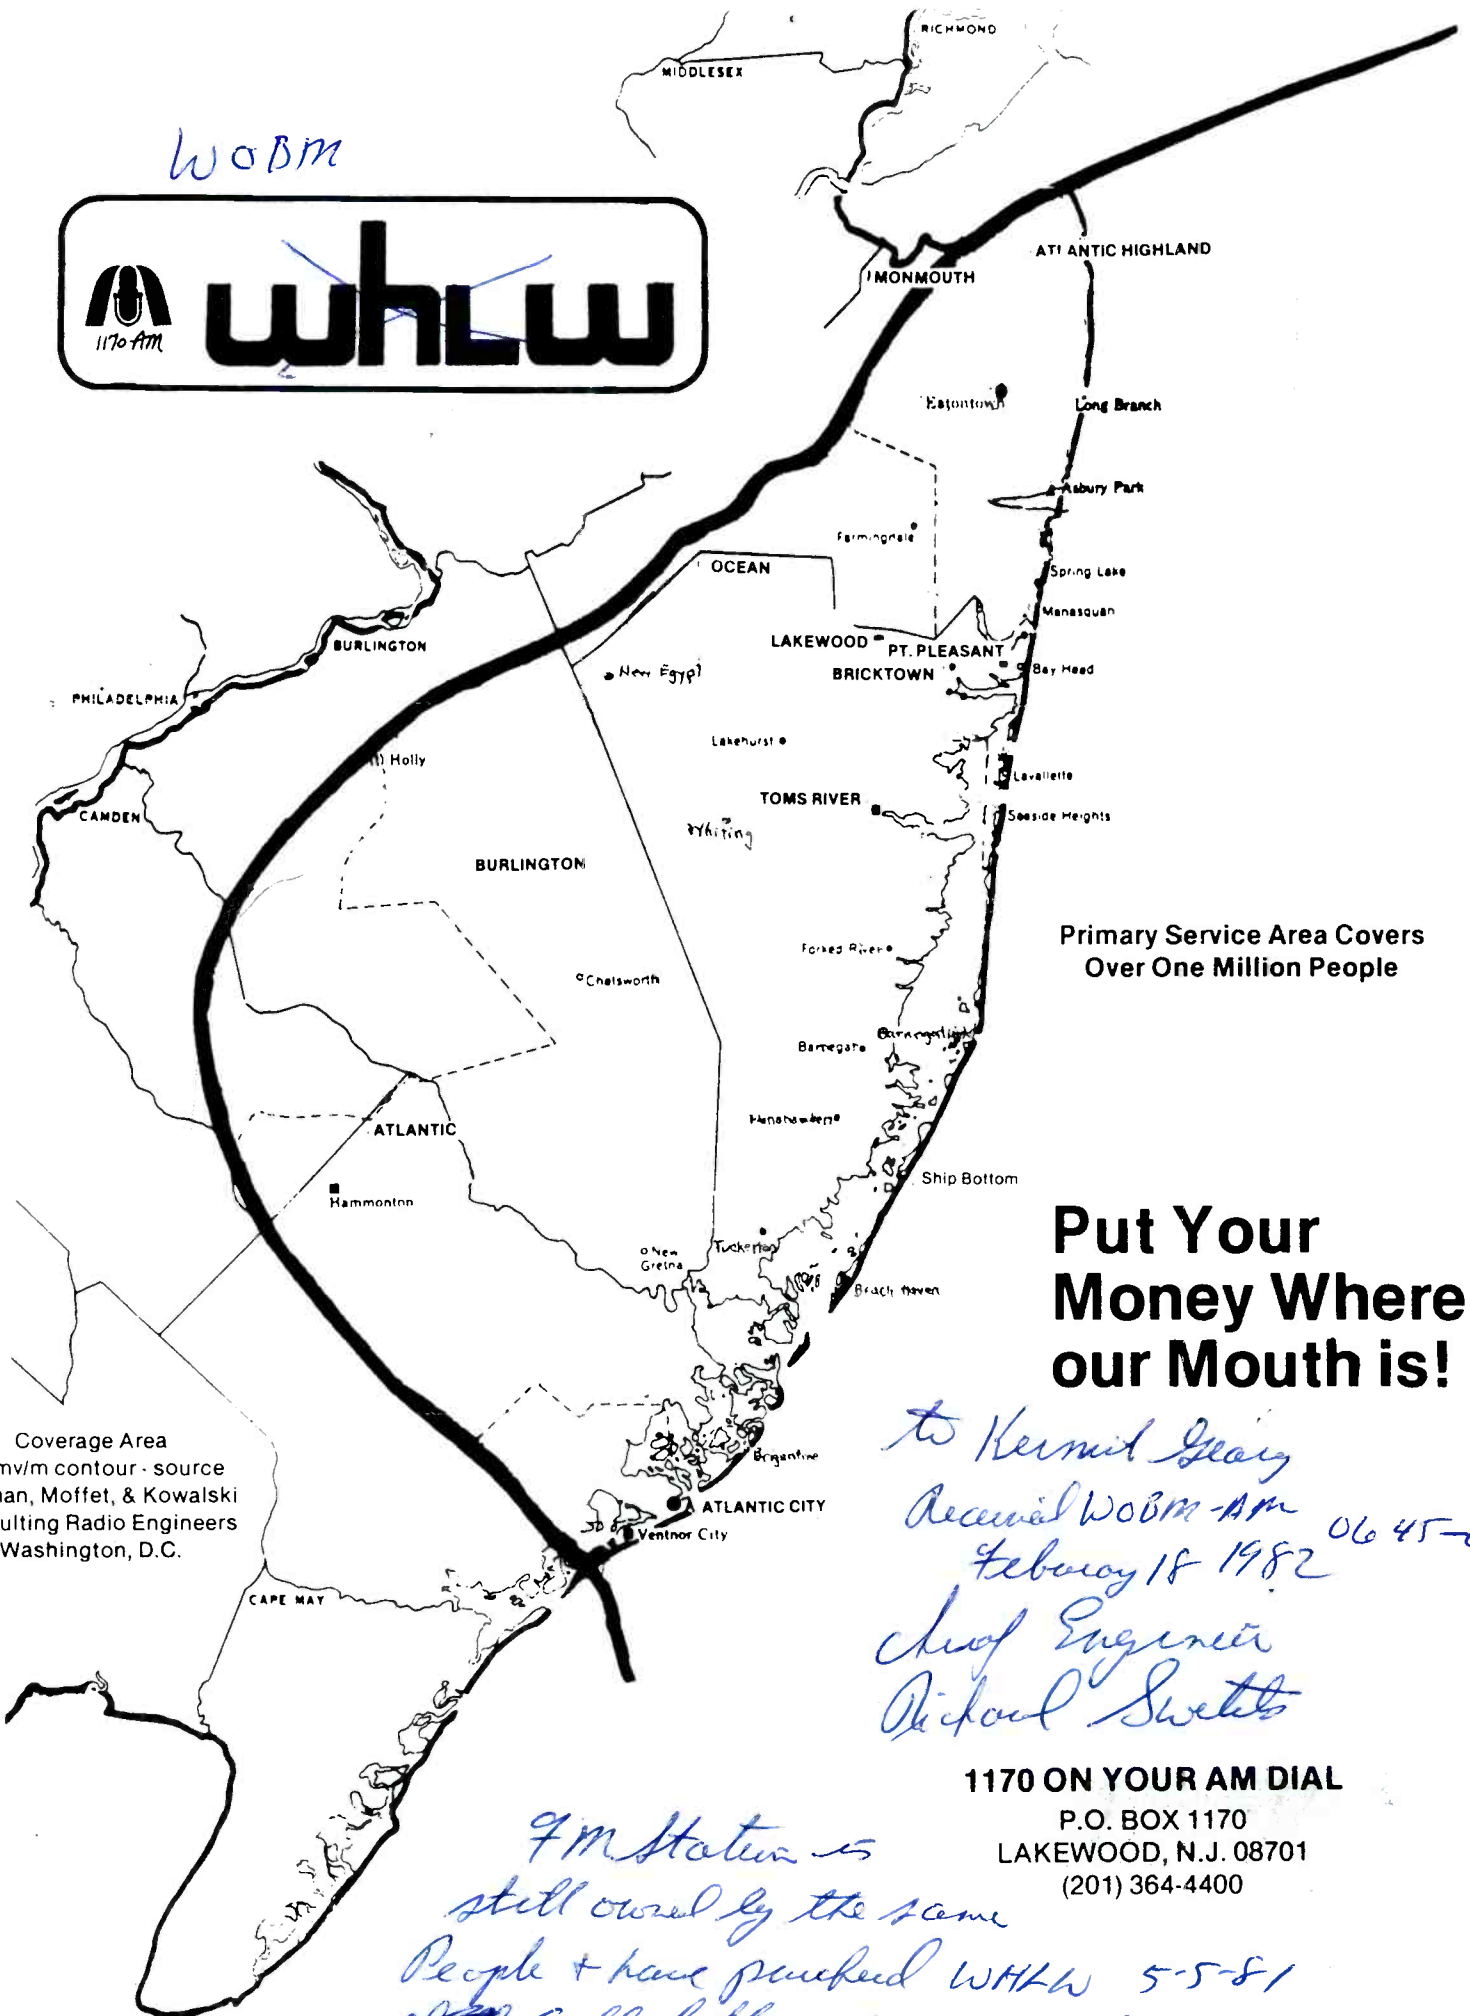 RICHMOND
MIDDLESEX
WOBM
1170 AM
whLw
ATLANTIC HIGHLAND
MONMOUTH
Eatontown
Long Branch
Asbury Park
Farmingdale
OCEAN
Spring Lake
Manasquan
LAKEWOOD
BURLINGTON
PT. PLEASANT
New Egypt
BRICKTOWN
Bay Head
PHILADELPHIA
Lakehurst
Holly
Lavallette
TOMS RIVER
CAMDEN
Seaside Heights
Whiting
BURLINGTON
Primary Service Area Covers
Over One Million People
Forked River
Chatsworth
Barnegat
ATLANTIC
Manahawken
Ship Bottom
Hammonton
Put Your
Money Where
our Mouth is!
New
Gretna
Tuckerton
Beach Haven
Coverage Area
mv/m contour - source
an, Moffet, & Kowalski
ulting Radio Engineers
Washington, D.C.
Brigantine
ATLANTIC CITY
Ventnor City
CAPE MAY
to Kermit Geary
Received WOBM-AM
February 18 1982 0645-
Chief Engineer
Richard Swetits
1170 ON YOUR AM DIAL
P.O. BOX 1170
LAKEWOOD, N.J. 08701
(201) 364-4400
FM Station is
still owned by the same
People + have WHLW 5-5-81